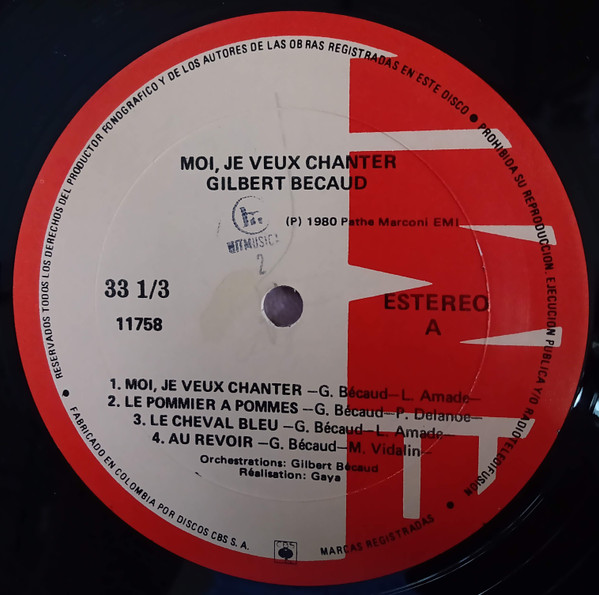 RESERVADOS TODOS LOS DERECHOS DEL PRODUCTOR FONOGRAFICO Y DE LOS AUTORES DE LAS OBRAS REGISTRADAS EN ESTE DISCO ● PROHIBIDA SU REPRODUCCION, EJECUCION PUBLICA Y/O RADIOTELEDIFUSION
MOI, JE VEUX CHANTER
GILBERT BECAUD
(P) 1980 Pathe Marconi EMI
2
33 1/3
ESTEREO
11758
A
1. MOI, JE VEUX CHANTER —G. Bécaud—L. Amade—
2. LE POMMIER A POMMES —G. Bécaud—P. Delanoe—
3. LE CHEVAL BLEU —G. Bécaud—L. Amade—
4. AU REVOIR —G. Bécaud—M. Vidalin—
Orchestrations: Gilbert Bécaud
Réalisation: Gaya
● FABRICADO EN COLOMBIA POR DISCOS CBS S.A.
CBS
MARCAS REGISTRADAS ●